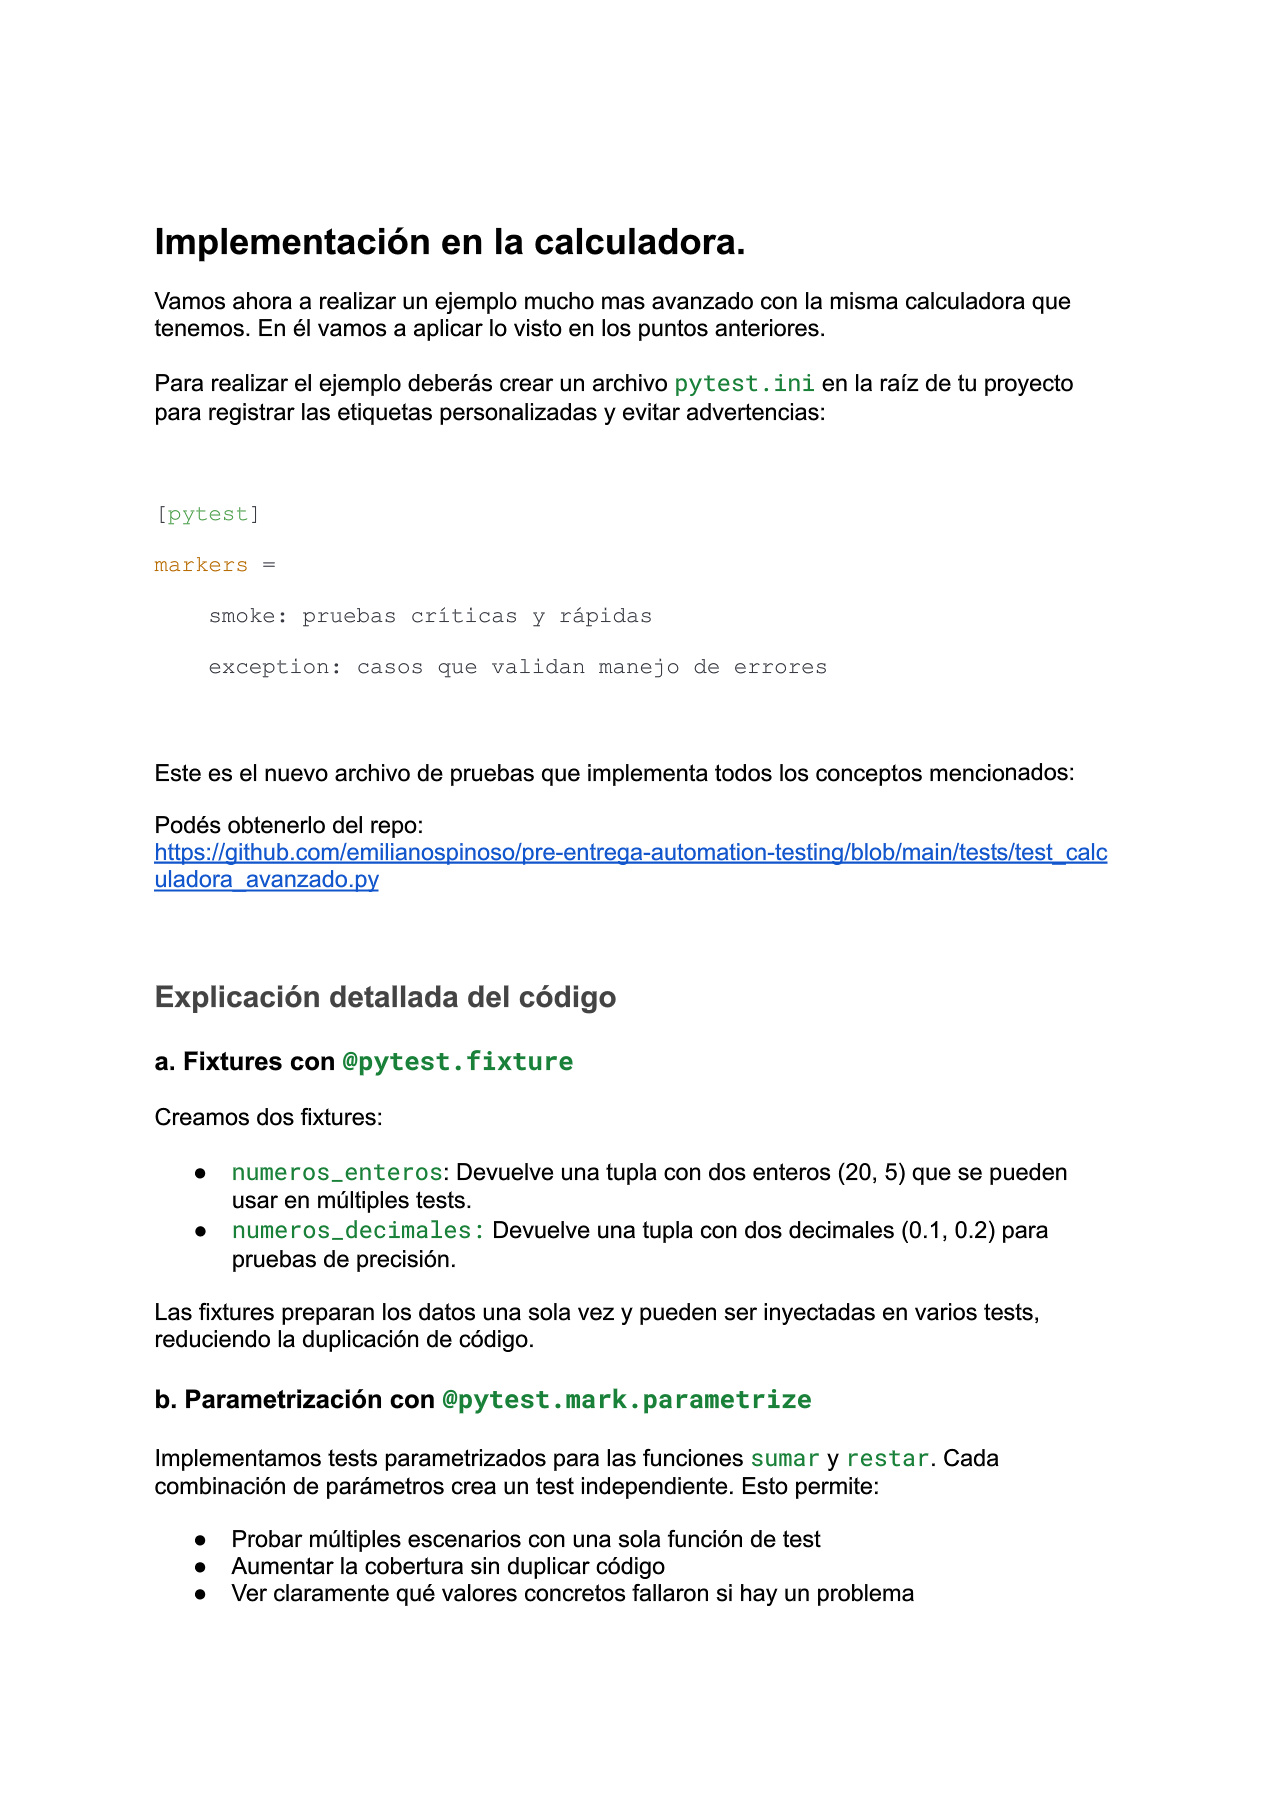 Implementación en la calculadora.
Vamos ahora a realizar un ejemplo mucho mas avanzado con la misma calculadora que
tenemos. En él vamos a aplicar lo visto en los puntos anteriores.
Para realizar el ejemplo deberás crear un archivo pytest.ini en la raíz de tu proyecto
para registrar las etiquetas personalizadas y evitar advertencias:
[pytest]
markers =
    smoke: pruebas críticas y rápidas
    exception: casos que validan manejo de errores
Este es el nuevo archivo de pruebas que implementa todos los conceptos mencionados:
Podés obtenerlo del repo:
https://github.com/emilianospinoso/pre-entrega-automation-testing/blob/main/tests/test_calc
uladora_avanzado.py
Explicación detallada del código
a. Fixtures con @pytest.fixture
Creamos dos fixtures:
● numeros_enteros: Devuelve una tupla con dos enteros (20, 5) que se pueden
usar en múltiples tests.
● numeros_decimales: Devuelve una tupla con dos decimales (0.1, 0.2) para
pruebas de precisión.
Las fixtures preparan los datos una sola vez y pueden ser inyectadas en varios tests,
reduciendo la duplicación de código.
b. Parametrización con @pytest.mark.parametrize
Implementamos tests parametrizados para las funciones sumar y restar. Cada
combinación de parámetros crea un test independiente. Esto permite:
● Probar múltiples escenarios con una sola función de test
● Aumentar la cobertura sin duplicar código
● Ver claramente qué valores concretos fallaron si hay un problema